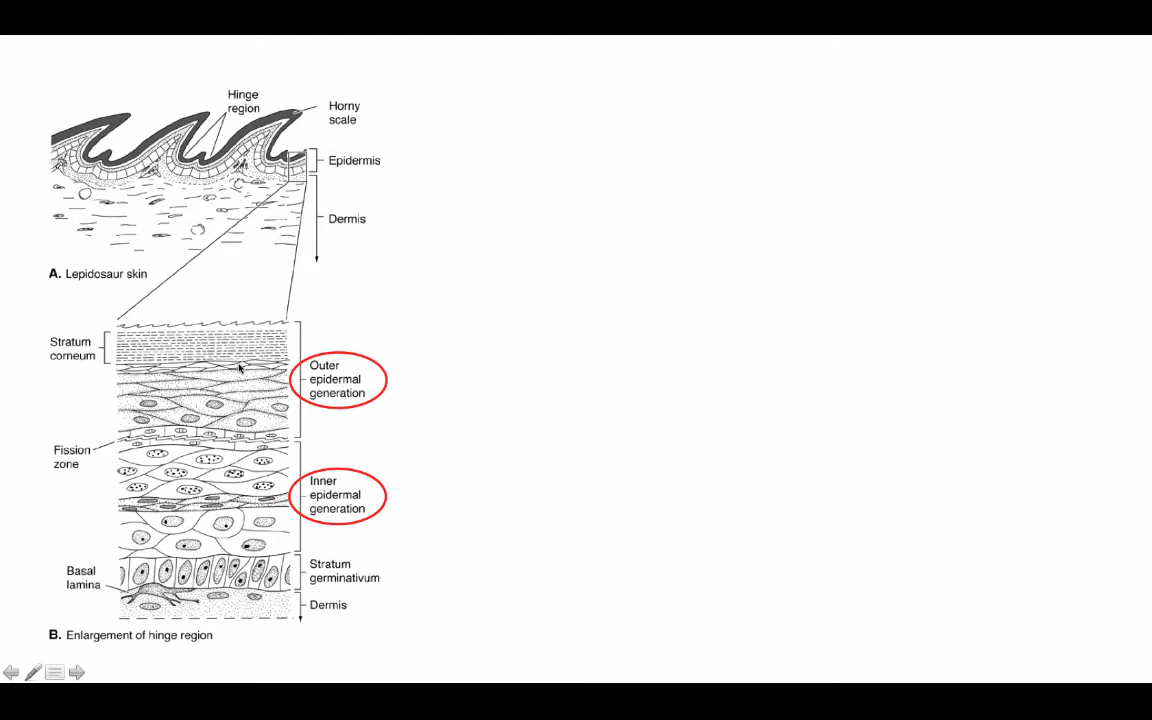 Hinge
region
Horny
scale
Epidermis
Dermis
A. Lepidosaur skin
Stratum
corneum
Outer
epidermal
generation
Fission
zone
Inner
epidermal
generation
Basal
lamina
Stratum
germinativum
Dermis
B. Enlargement of hinge region